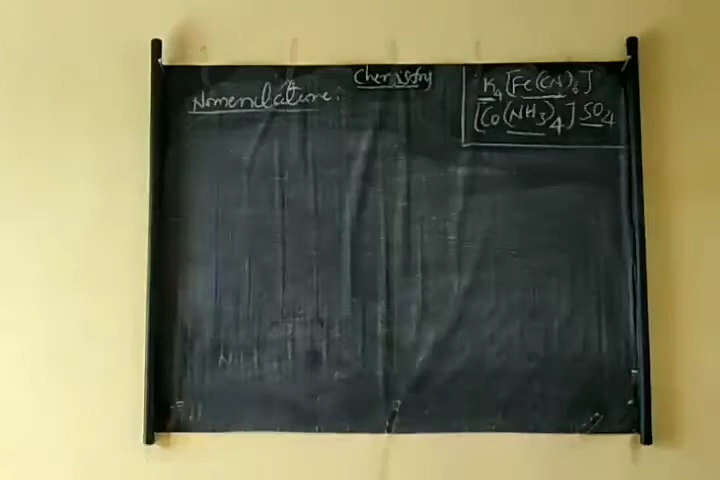 Chemistry
Nomenclature:
K₄[Fe(CN)₆]
[Co(NH₃)₄]SO₄